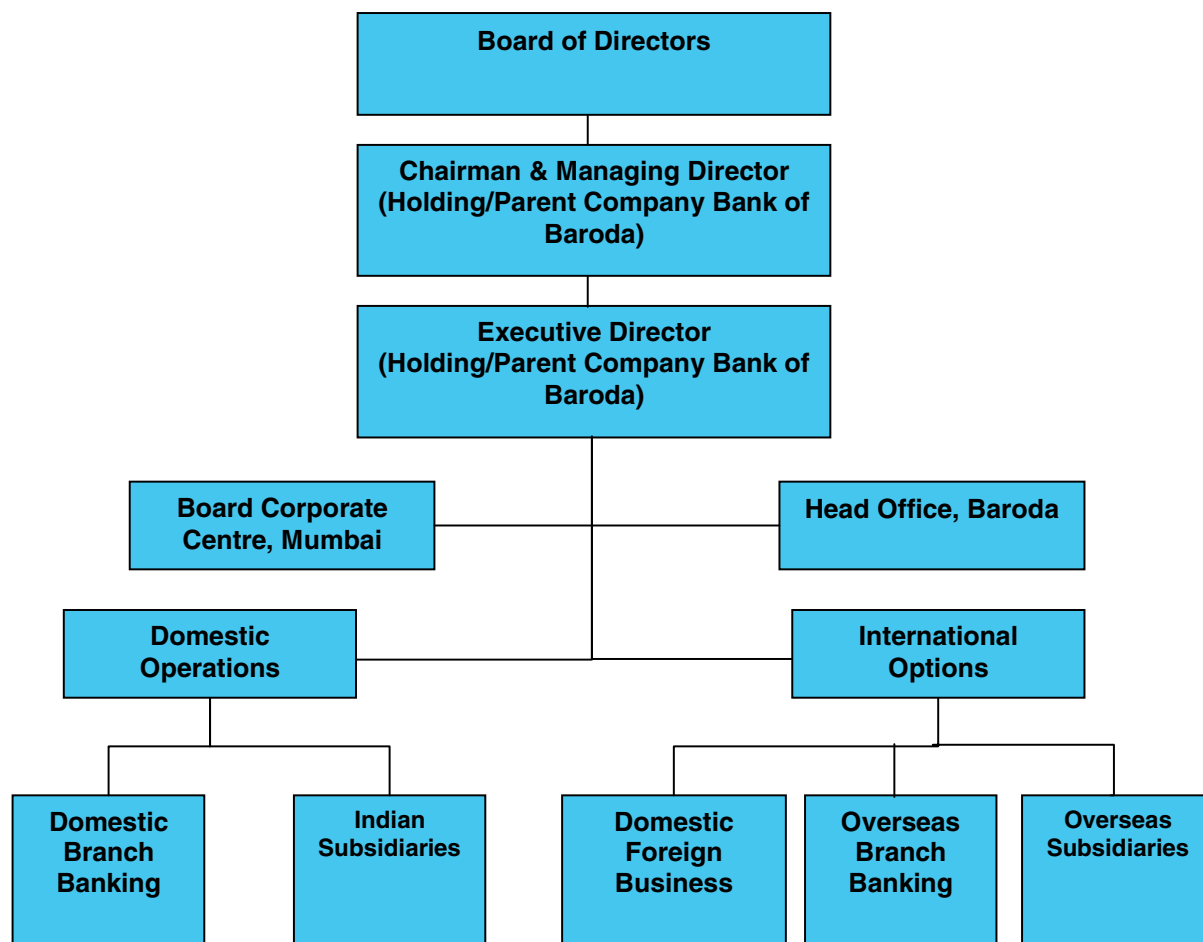 Board of Directors
Chairman & Managing Director
(Holding/Parent Company Bank of
Baroda)
Executive Director
(Holding/Parent Company Bank of
Baroda)
Board Corporate
Centre, Mumbai
Head Office, Baroda
Domestic
Operations
International
Options
Domestic
Branch
Banking
Indian
Subsidiaries
Domestic
Foreign
Business
Overseas
Branch
Banking
Overseas
Subsidiaries